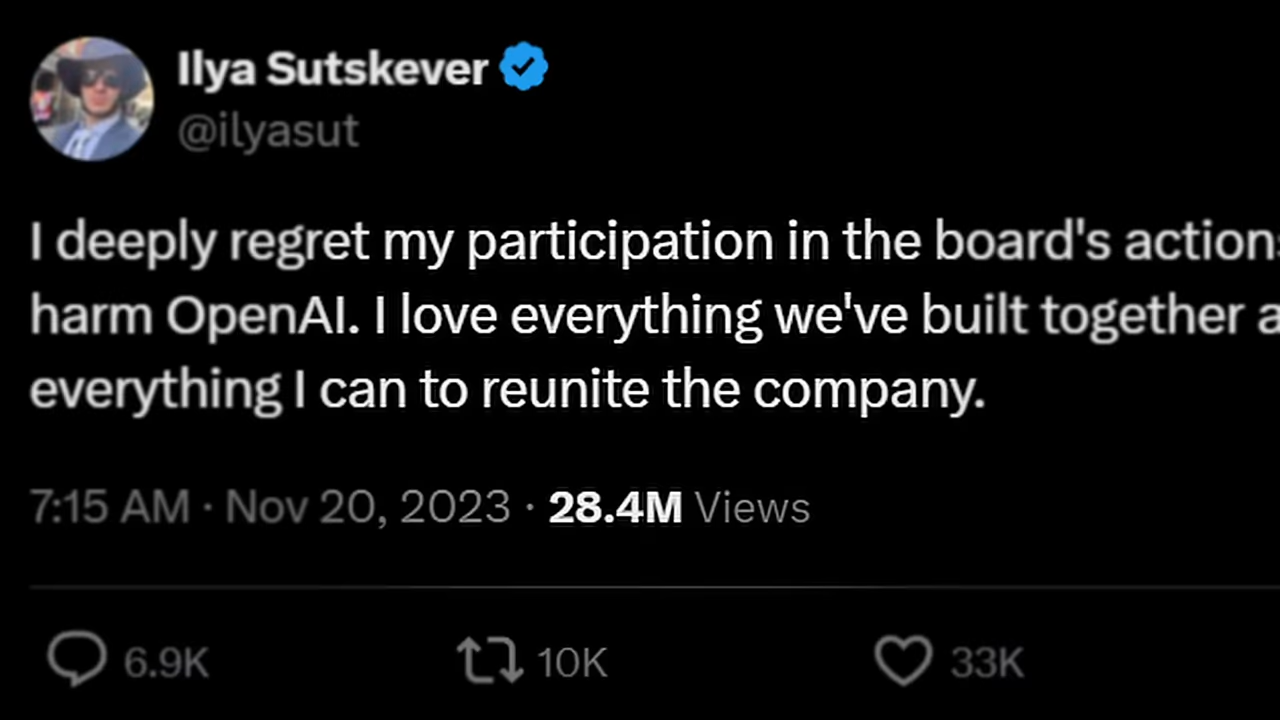 Ilya Sutskever
@ilyasut
I deeply regret my participation in the board's actions
harm OpenAI. I love everything we've built together a
everything I can to reunite the company.
7:15 AM · Nov 20, 2023 · 28.4M Views
6.9K 10K 33K